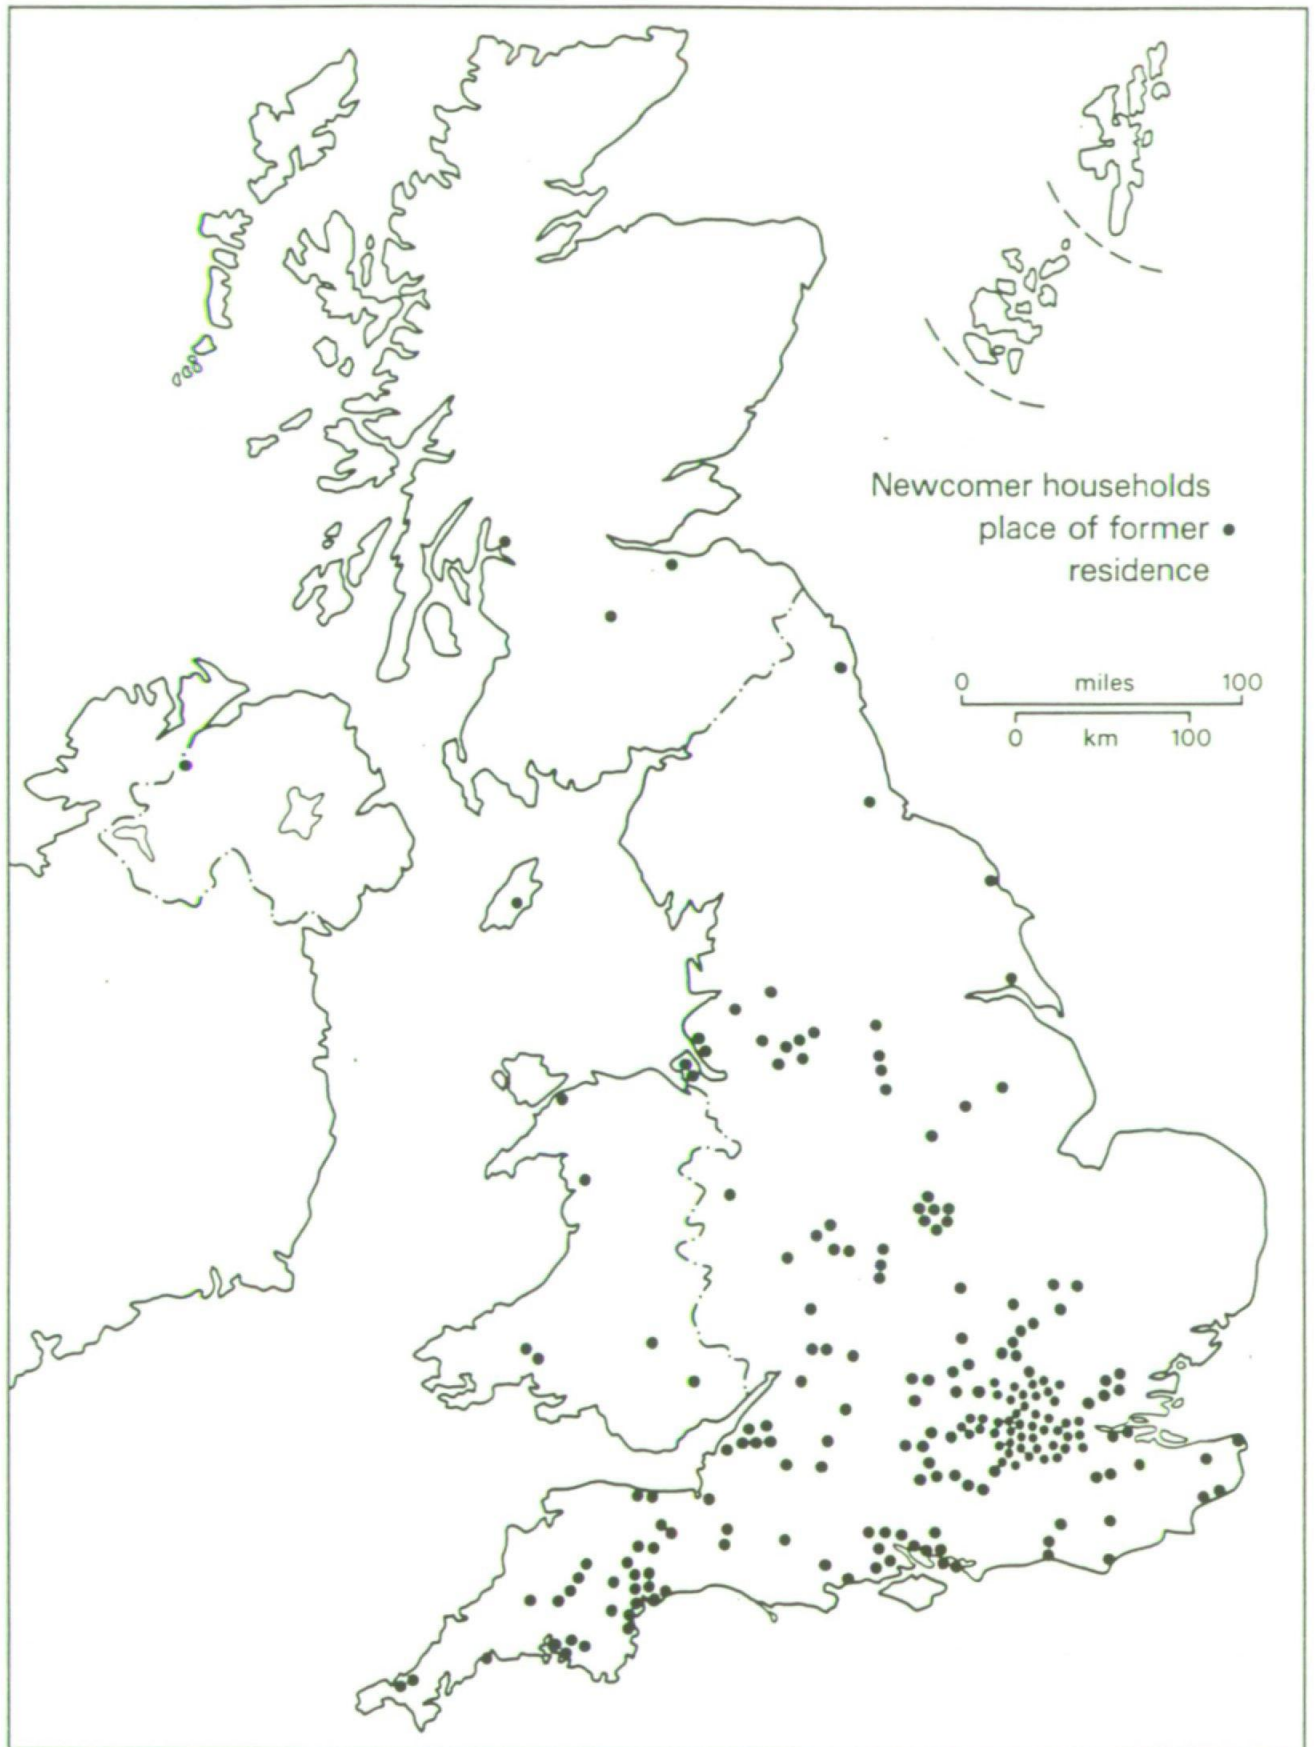 Newcomer households
place of former
residence
0 miles 100
0 km 100